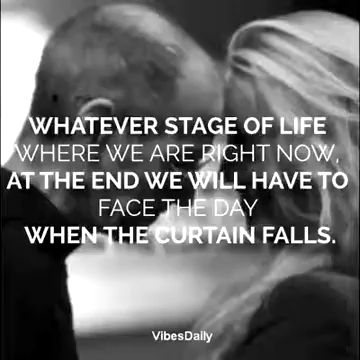 WHATEVER STAGE OF LIFE
WHERE WE ARE RIGHT NOW,
AT THE END WE WILL HAVE TO
FACE THE DAY
WHEN THE CURTAIN FALLS.
VibesDaily